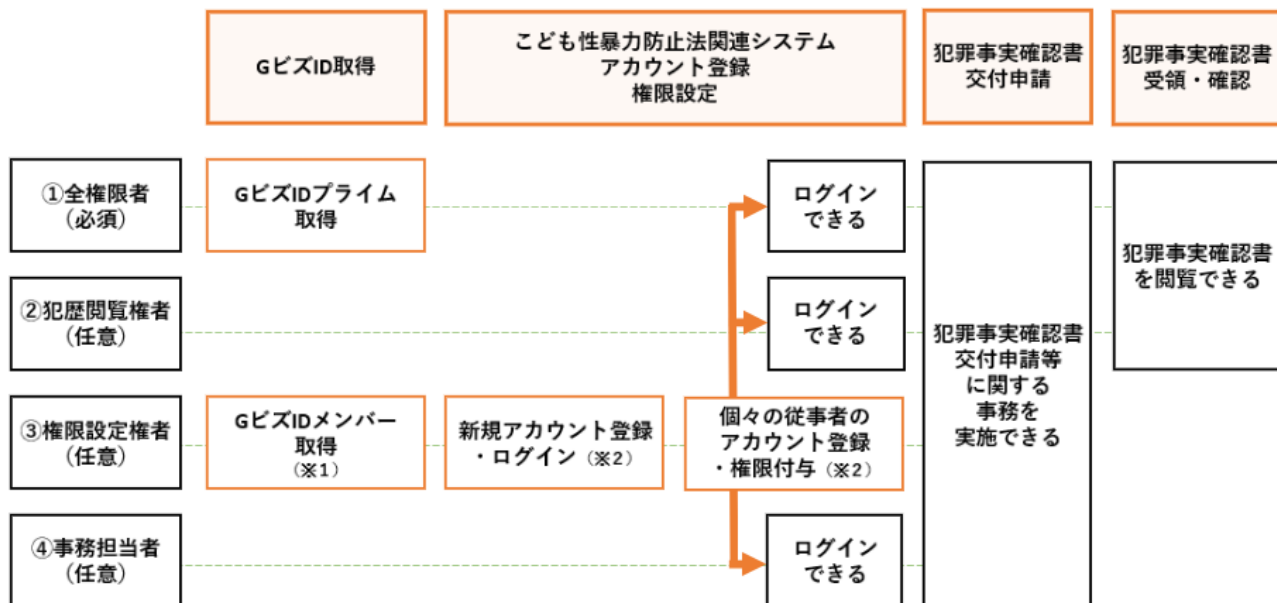 GビズID取得
こども性暴力防止法関連システム
アカウント登録
権限設定
犯罪事実確認書
交付申請
犯罪事実確認書
受領・確認
①全権限者
(必須)
GビズIDプライム
取得
ログイン
できる
②犯歴閲覧権者
(任意)
ログイン
できる
犯罪事実確認書
を閲覧できる
犯罪事実確認書
交付申請等
に関する
事務を
実施できる
③権限設定権者
(任意)
GビズIDメンバー
取得
(※1)
新規アカウント登録
・ログイン(※2)
個々の従事者の
アカウント登録
・権限付与(※2)
④事務担当者
(任意)
ログイン
できる